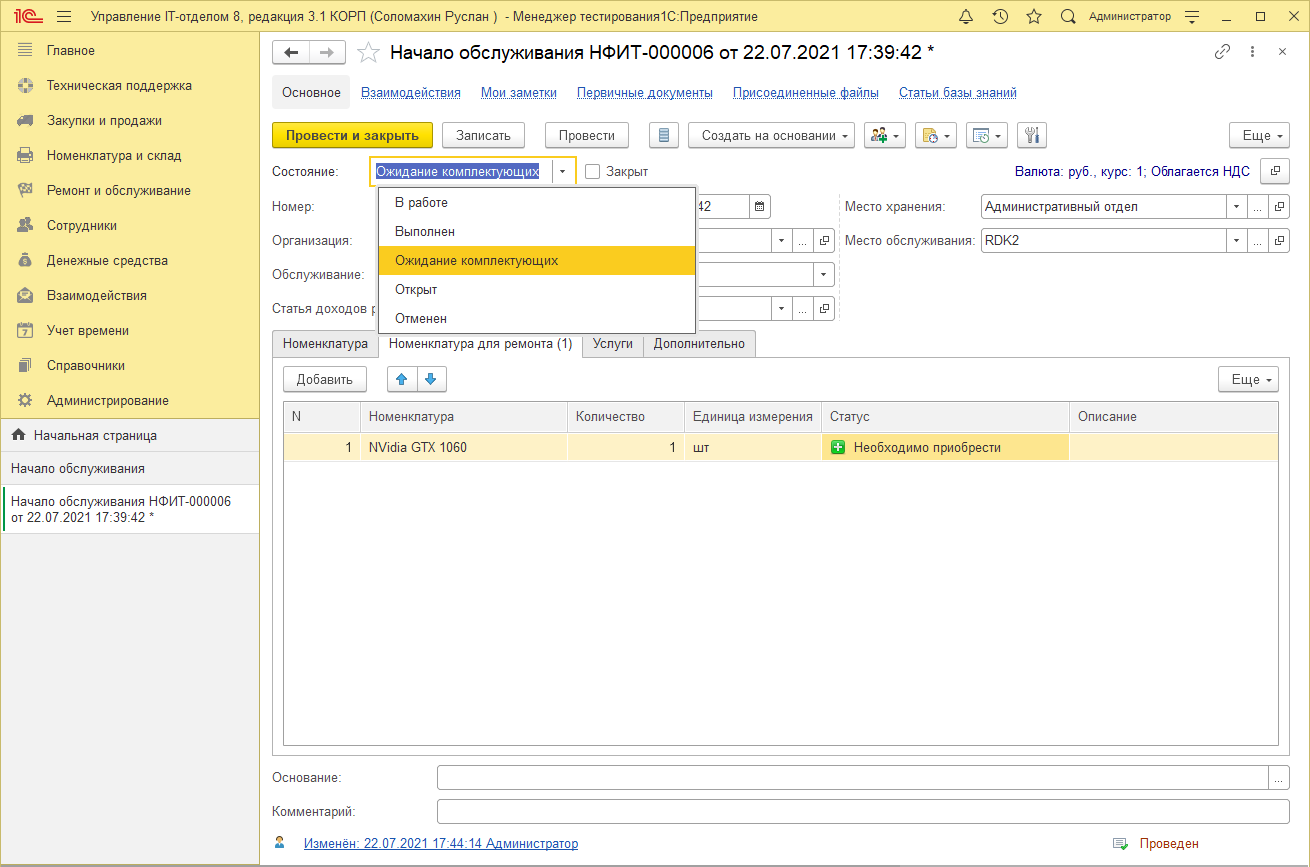 Управление IT-отделом 8, редакция 3.1 КОРП (Соломахин Руслан ) - Менеджер тестирования1С:Предприятие
Администратор
Главное
Техническая поддержка
Закупки и продажи
Номенклатура и склад
Ремонт и обслуживание
Сотрудники
Денежные средства
Взаимодействия
Учет времени
Справочники
Администрирование
Начальная страница
Начало обслуживания
Начало обслуживания НФИТ-000006
от 22.07.2021 17:39:42 *
Начало обслуживания НФИТ-000006 от 22.07.2021 17:39:42 *
Основное Взаимодействия Мои заметки Первичные документы Присоединенные файлы Статьи базы знаний
Провести и закрыть Записать Провести Создать на основании Еще
Состояние: Ожидание комплектующих Закрыт Валюта: руб., курс: 1; Облагается НДС
В работе
Выполнен
Ожидание комплектующих
Открыт
Отменен
Номер: 42 Место хранения: Административный отдел
Организация: Место обслуживания: RDK2
Обслуживание:
Статья доходов
Номенклатура Номенклатура для ремонта (1) Услуги Дополнительно
Добавить Еще
N Номенклатура Количество Единица измерения Статус Описание
1 NVidia GTX 1060 1 шт Необходимо приобрести
Основание:
Комментарий:
Изменён: 22.07.2021 17:44:14 Администратор Проведен